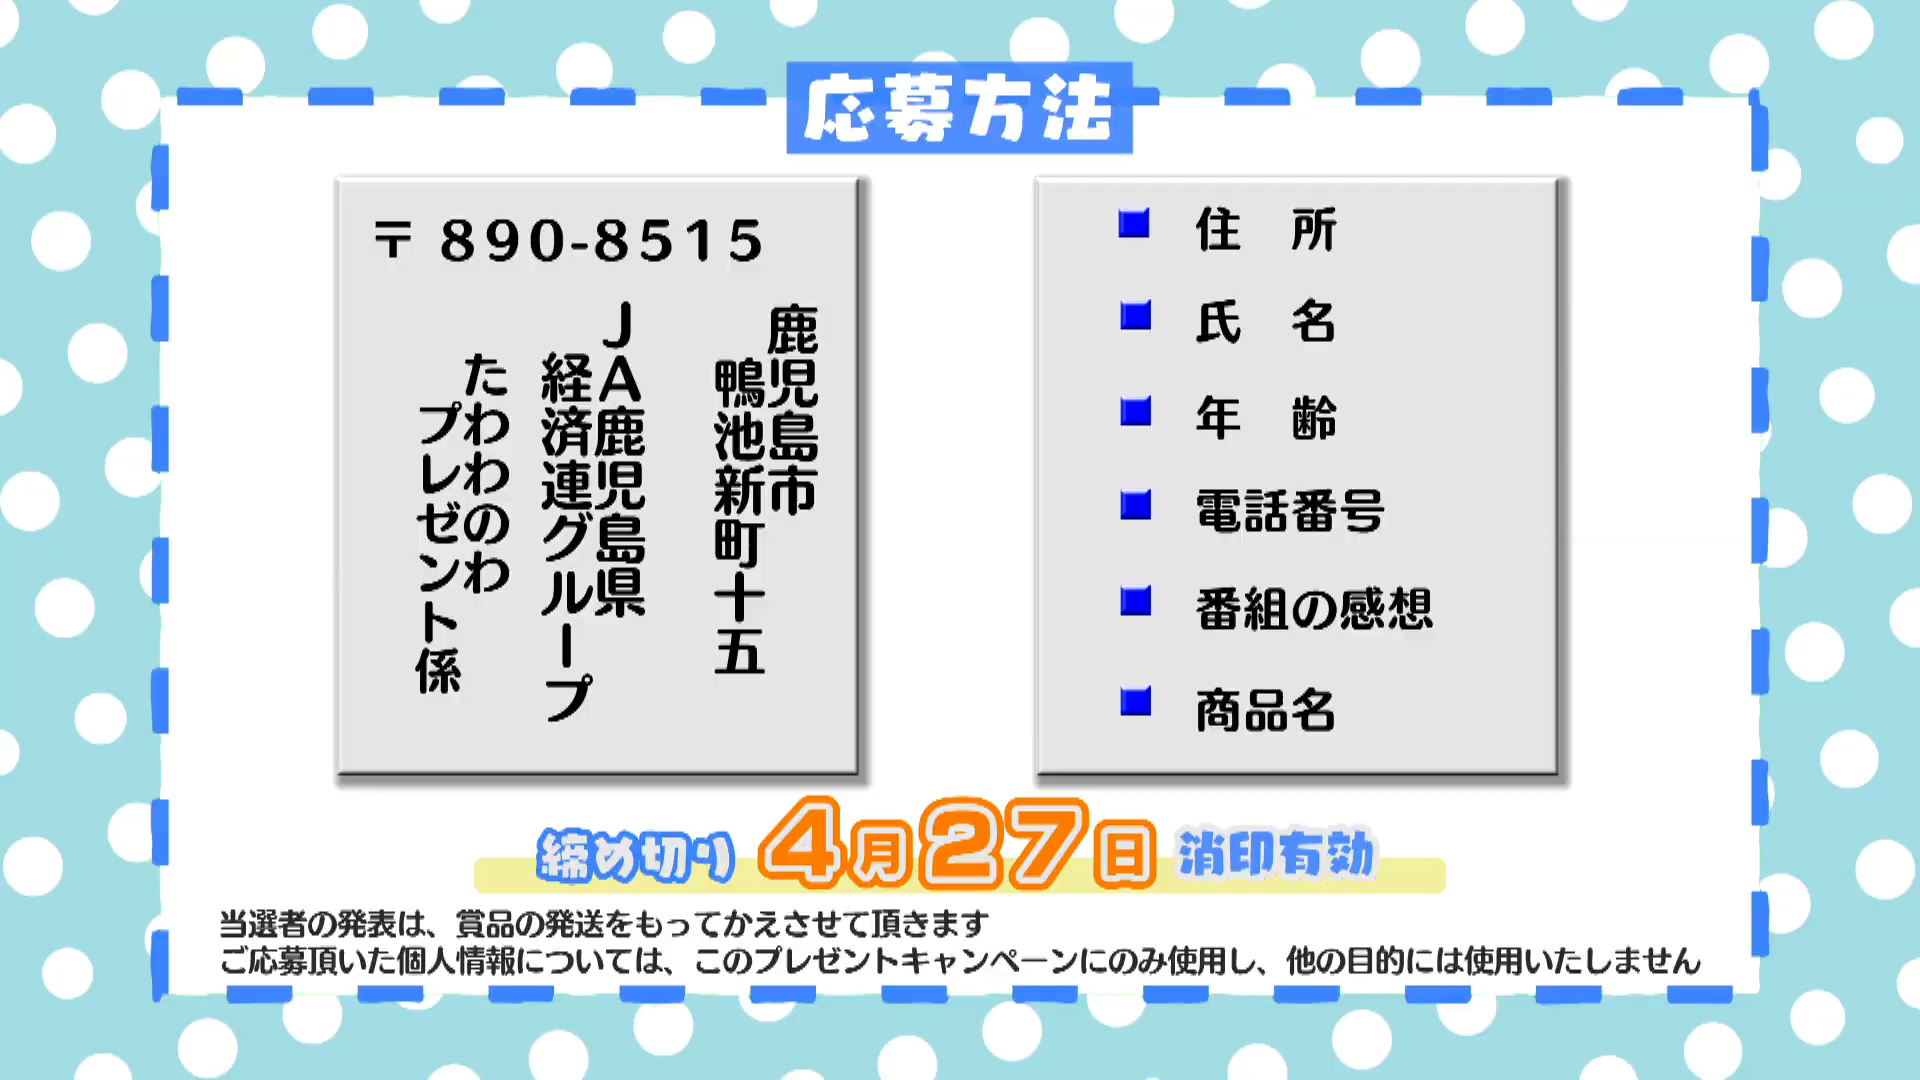 応募方法
〒890-8515
鹿児島市
鴨池新町十五
JA鹿児島県
経済連グループ
たわわのわ
プレゼント係
住　所
氏　名
年　齢
電話番号
番組の感想
商品名
締め切り 4月27日 消印有効
当選者の発表は、賞品の発送をもってかえさせて頂きます
ご応募頂いた個人情報については、このプレゼントキャンペーンにのみ使用し、他の目的には使用いたしません